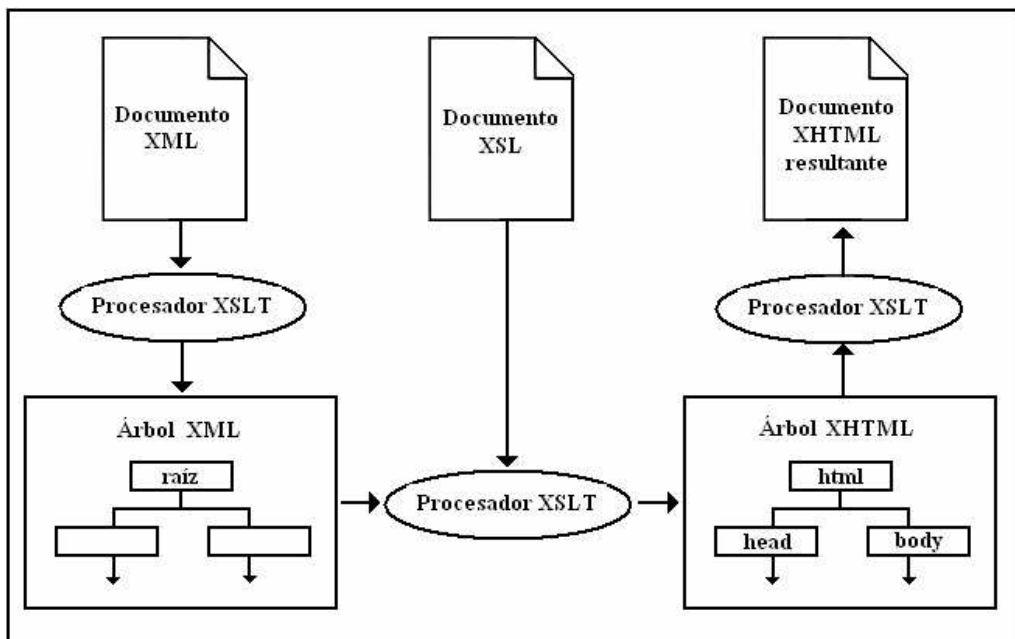 Documento
XML
Documento
XSL
Documento
XHTML
resultante
Procesador XSLT
Procesador XSLT
Árbol XML
raíz
Procesador XSLT
Árbol XHTML
html
head
body